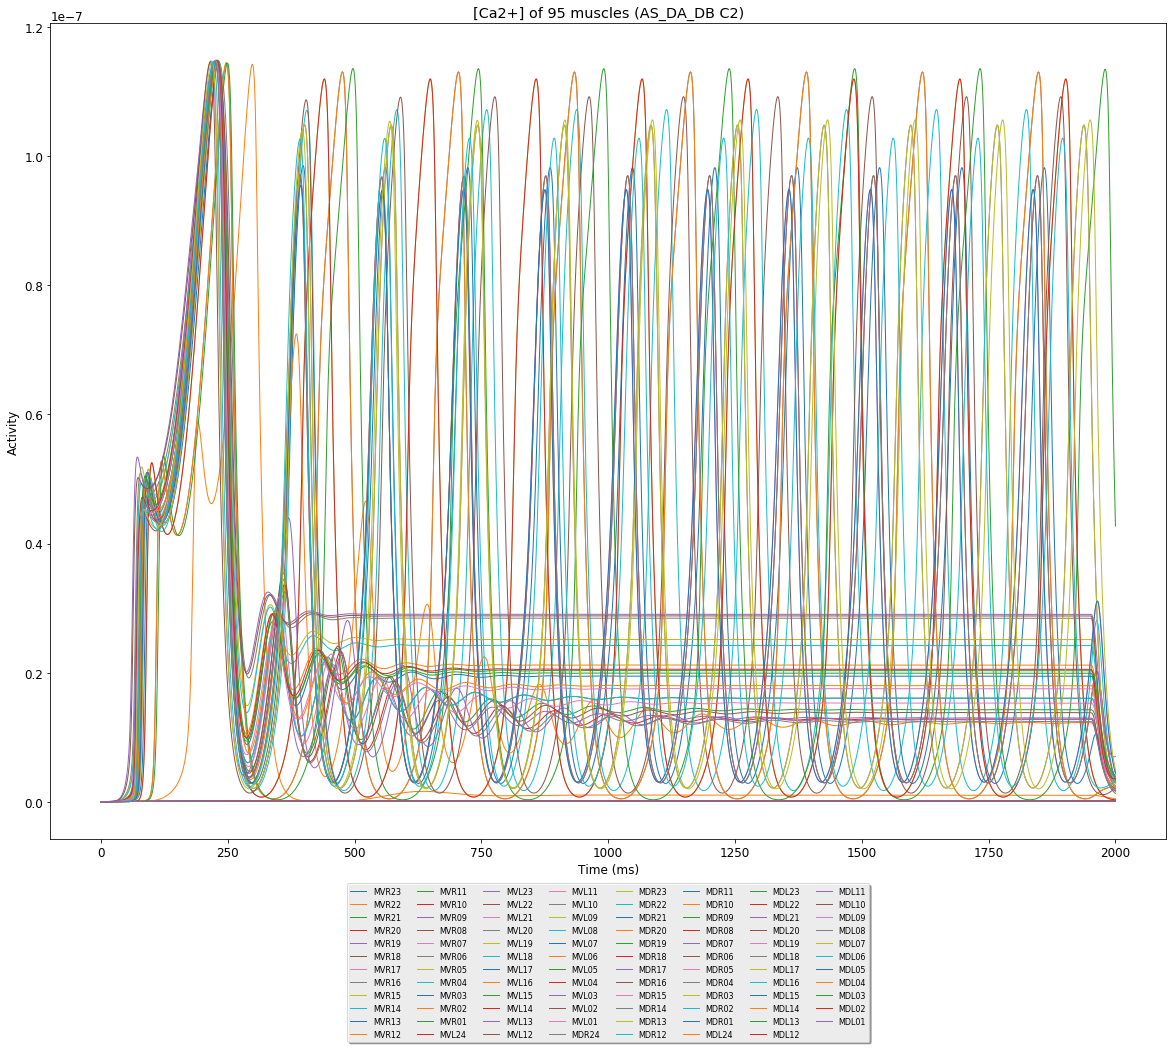 [Ca2+] of 95 muscles (AS_DA_DB C2)
1e−7
1.2
1.0
0.8
0.6
0.4
0.2
0.0
Activity
0 250 500 750 1000 1250 1500 1750 2000
Time (ms)
MVR23 MVR11 MVL23 MVL11 MDR23 MDR11 MDL23 MDL11
MVR22 MVR10 MVL22 MVL10 MDR22 MDR10 MDL22 MDL10
MVR21 MVR09 MVL21 MVL09 MDR21 MDR09 MDL21 MDL09
MVR20 MVR08 MVL20 MVL08 MDR20 MDR08 MDL20 MDL08
MVR19 MVR07 MVL19 MVL07 MDR19 MDR07 MDL19 MDL07
MVR18 MVR06 MVL18 MVL06 MDR18 MDR06 MDL18 MDL06
MVR17 MVR05 MVL17 MVL05 MDR17 MDR05 MDL17 MDL05
MVR16 MVR04 MVL16 MVL04 MDR16 MDR04 MDL16 MDL04
MVR15 MVR03 MVL15 MVL03 MDR15 MDR03 MDL15 MDL03
MVR14 MVR02 MVL14 MVL02 MDR14 MDR02 MDL14 MDL02
MVR13 MVR01 MVL13 MVL01 MDR13 MDR01 MDL13 MDL01
MVR12 MVL24 MVL12 MDR24 MDR12 MDL24 MDL12